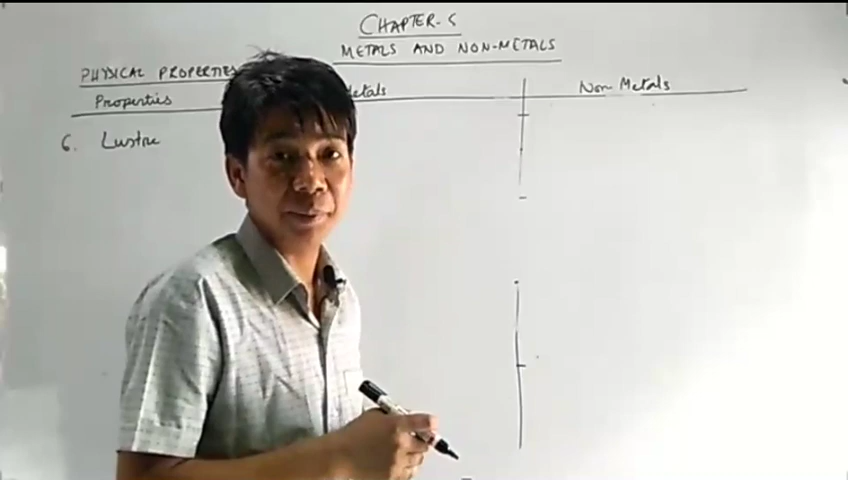 CHAPTER-5
METALS AND NON-METALS
PHYSICAL PROPERTIES
Properties Metals Non Metals
6. Lustre